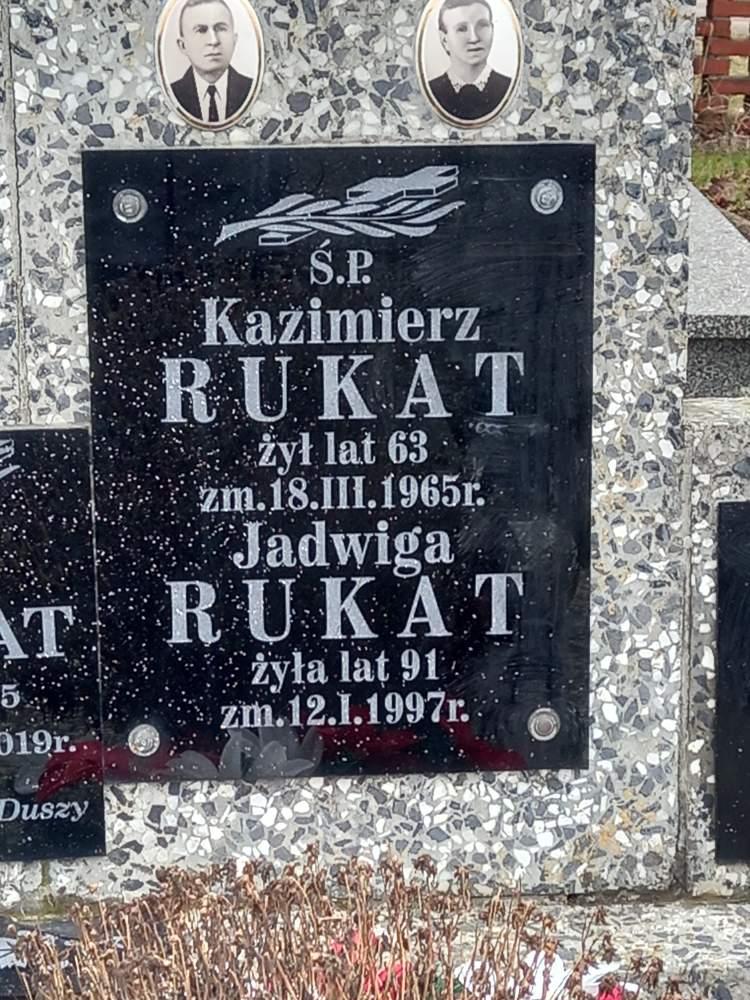 Ś.P.
Kazimierz
RUKAT
żył lat 63
zm.18.III.1965r.
Jadwiga
RUKAT
żyła lat 91
zm.12.I.1997r.
AT
5
019r.
Duszy